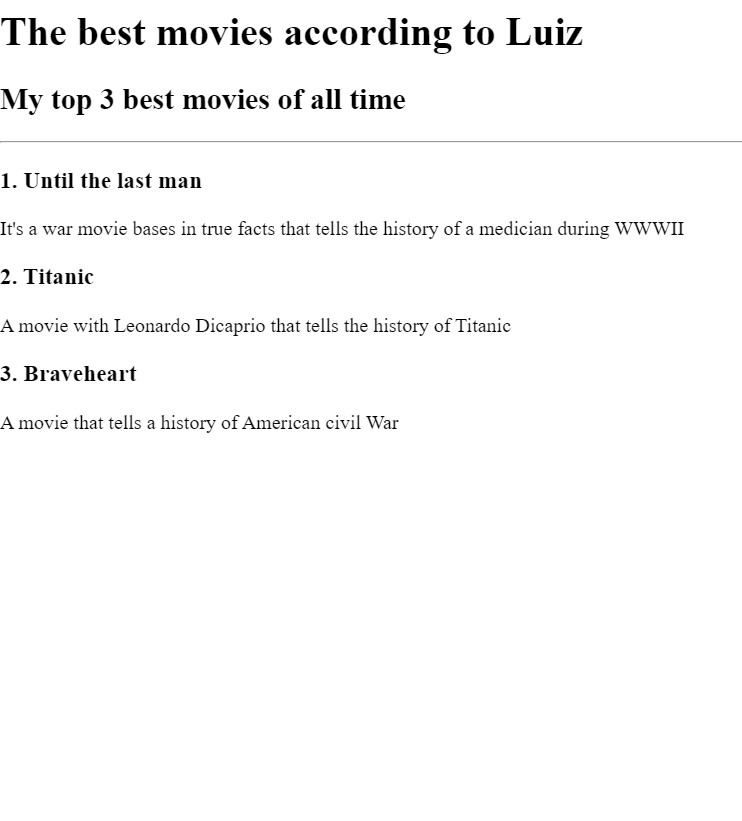 The best movies according to Luiz
My top 3 best movies of all time
1. Until the last man
It's a war movie bases in true facts that tells the history of a medician during WWWII
2. Titanic
A movie with Leonardo Dicaprio that tells the history of Titanic
3. Braveheart
A movie that tells a history of American civil War